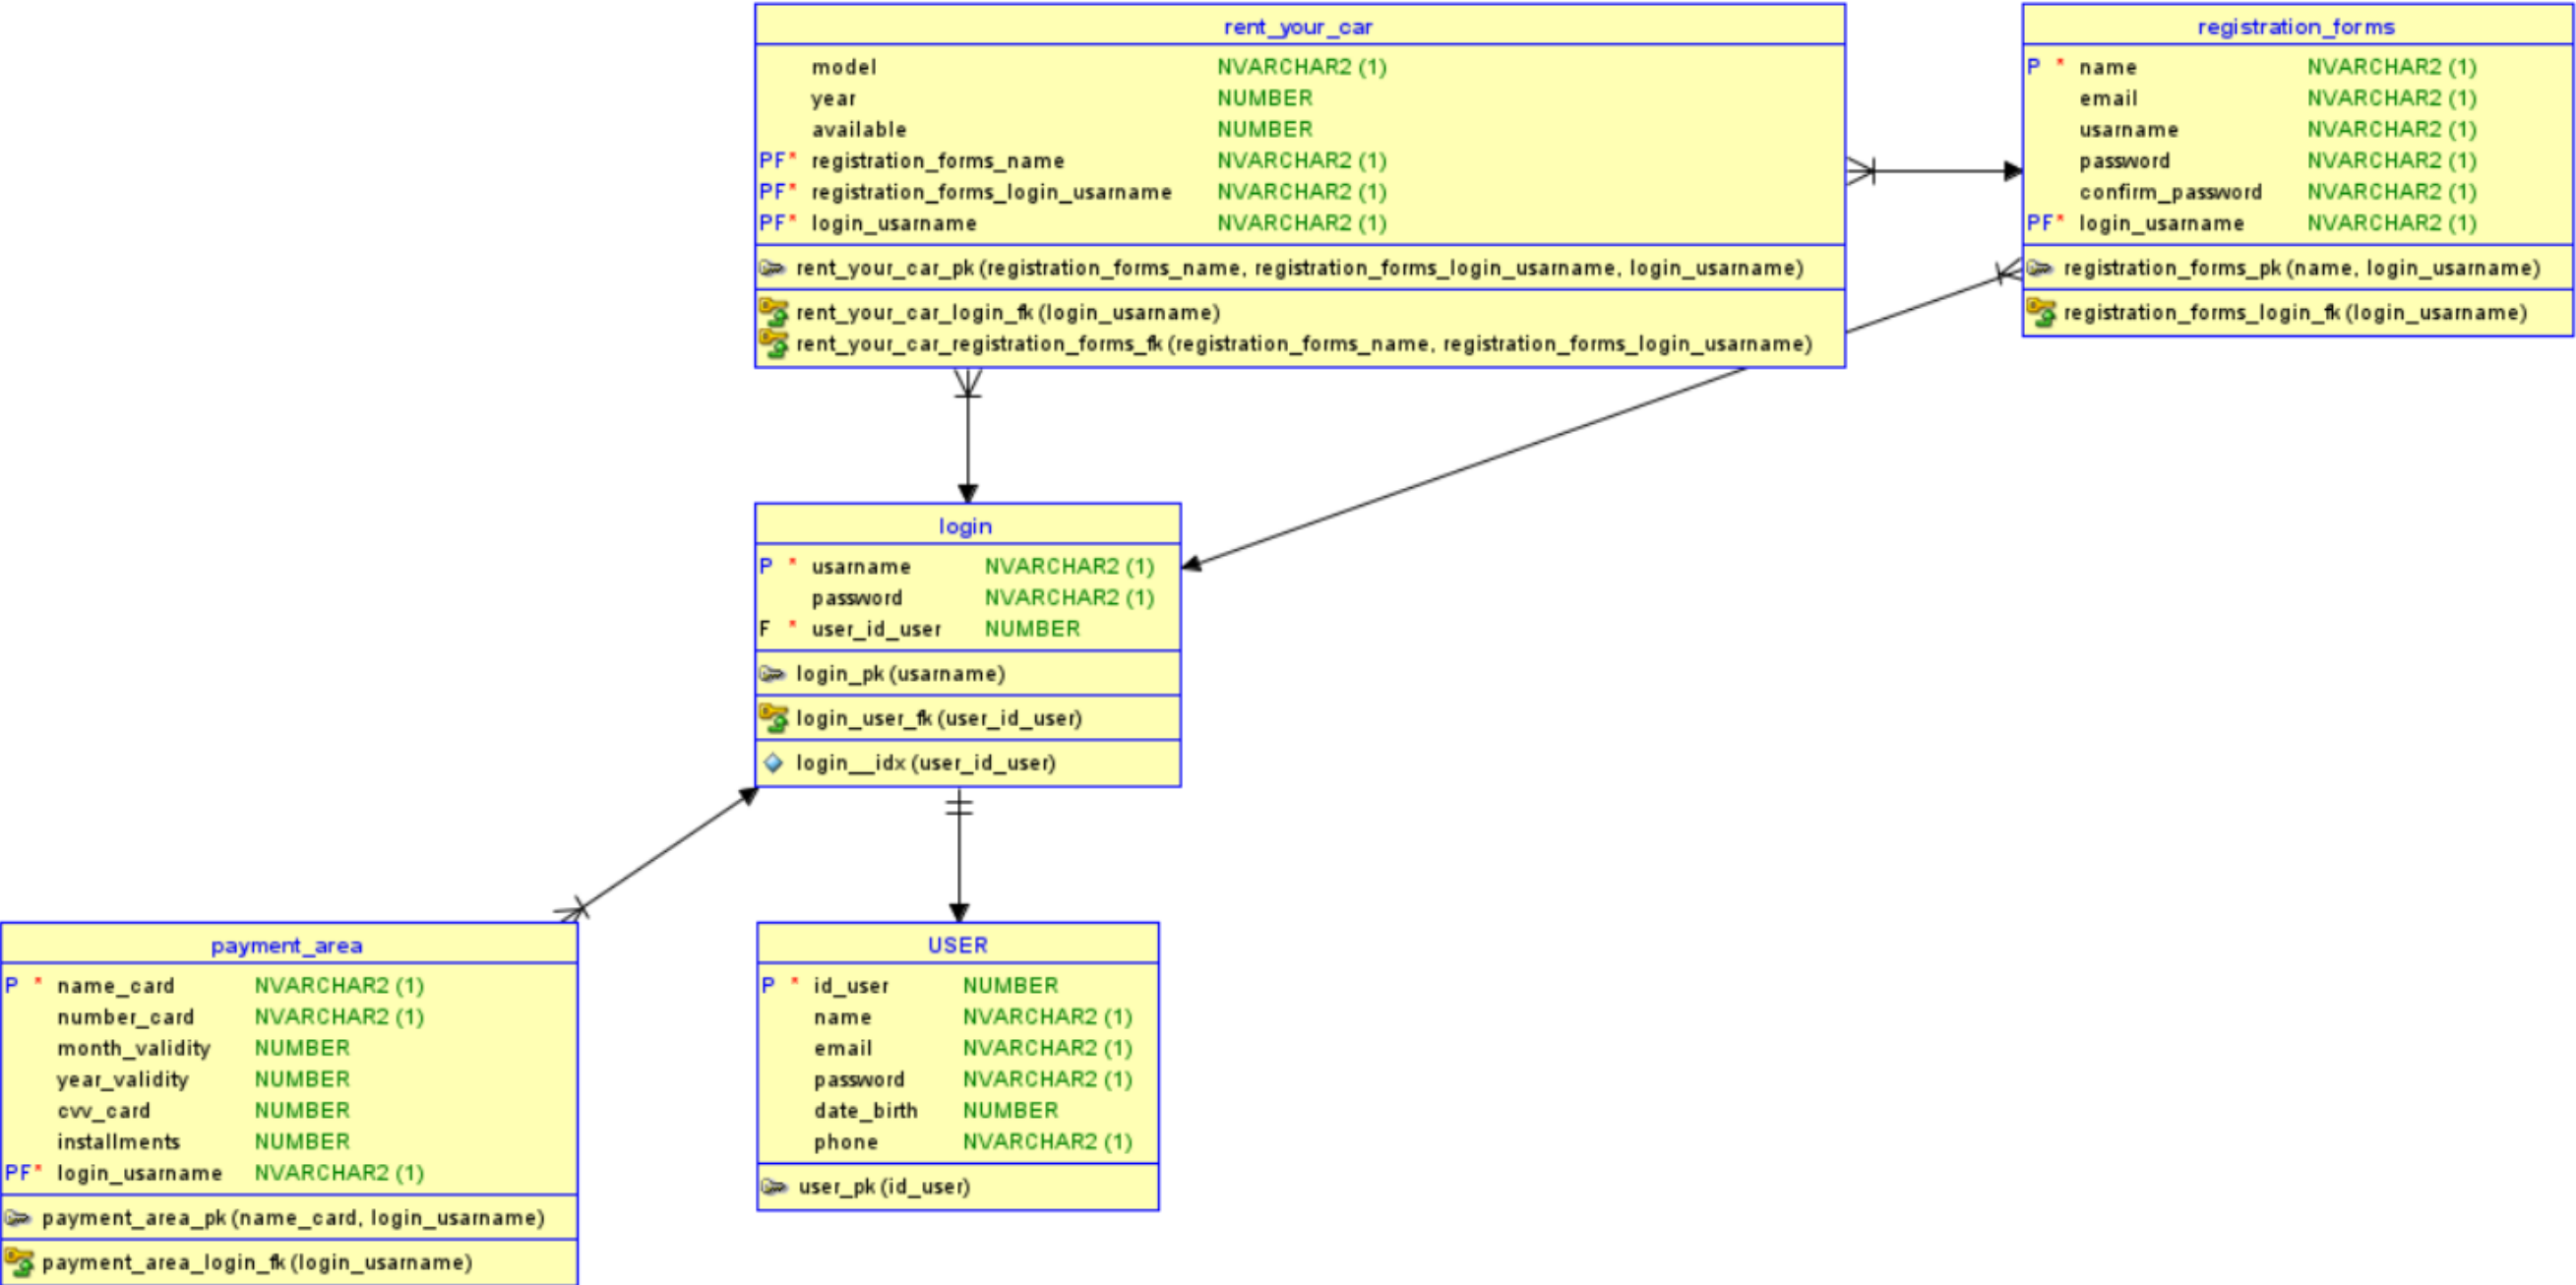 rent_your_car
model NVARCHAR2 (1)
year NUMBER
available NUMBER
PF* registration_forms_name NVARCHAR2 (1)
PF* registration_forms_login_usarname NVARCHAR2 (1)
PF* login_usarname NVARCHAR2 (1)
rent_your_car_pk (registration_forms_name, registration_forms_login_usarname, login_usarname)
rent_your_car_login_fk (login_usarname)
rent_your_car_registration_forms_fk (registration_forms_name, registration_forms_login_usarname)
registration_forms
P * name NVARCHAR2 (1)
email NVARCHAR2 (1)
usarname NVARCHAR2 (1)
password NVARCHAR2 (1)
confirm_password NVARCHAR2 (1)
PF* login_usarname NVARCHAR2 (1)
registration_forms_pk (name, login_usarname)
registration_forms_login_fk (login_usarname)
login
P * usarname NVARCHAR2 (1)
password NVARCHAR2 (1)
F * user_id_user NUMBER
login_pk (usarname)
login_user_fk (user_id_user)
login__idx (user_id_user)
payment_area
P * name_card NVARCHAR2 (1)
number_card NVARCHAR2 (1)
month_validity NUMBER
year_validity NUMBER
cvv_card NUMBER
installments NUMBER
PF* login_usarname NVARCHAR2 (1)
payment_area_pk (name_card, login_usarname)
payment_area_login_fk (login_usarname)
USER
P * id_user NUMBER
name NVARCHAR2 (1)
email NVARCHAR2 (1)
password NVARCHAR2 (1)
date_birth NUMBER
phone NVARCHAR2 (1)
user_pk (id_user)